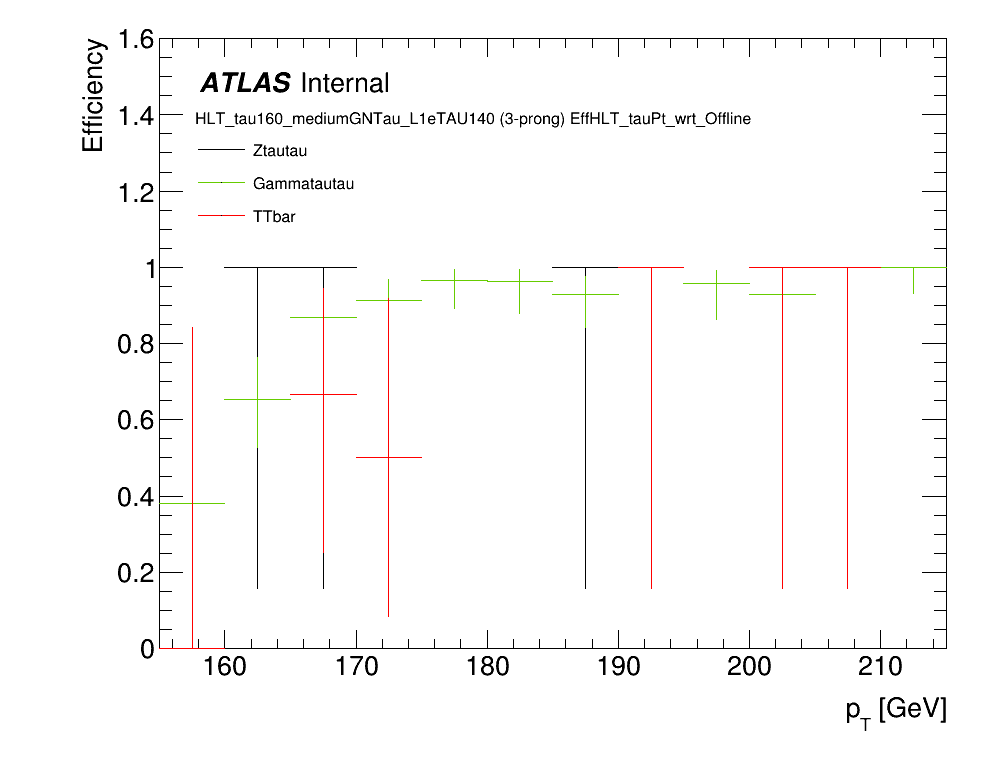 Efficiency
1.6
1.4
1.2
1
0.8
0.6
0.4
0.2
0
ATLAS Internal
HLT_tau160_mediumGNTau_L1eTAU140 (3-prong) EffHLT_tauPt_wrt_Offline
Ztautau
Gammatautau
TTbar
160 170 180 190 200 210
pT [GeV]